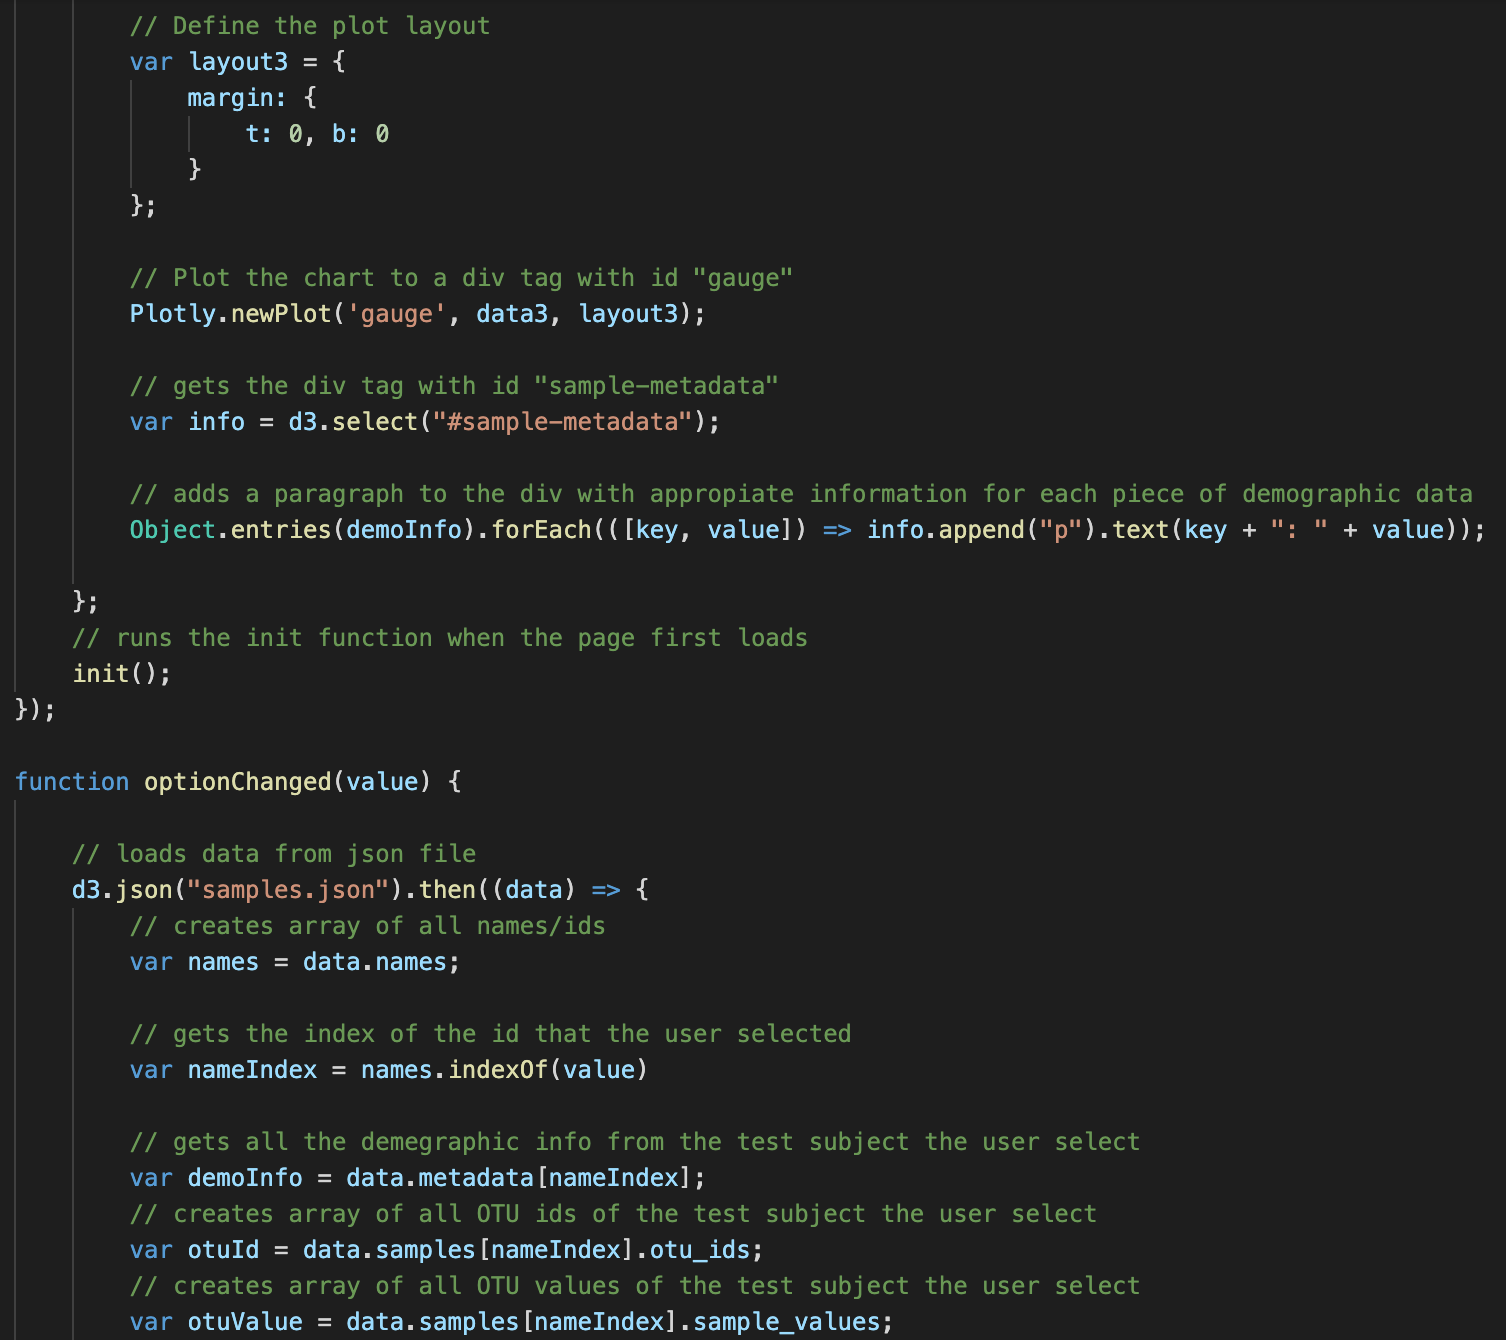 // Define the plot layout
var layout3 = {
margin: {
t: 0, b: 0
}
};
// Plot the chart to a div tag with id "gauge"
Plotly.newPlot('gauge', data3, layout3);
// gets the div tag with id "sample-metadata"
var info = d3.select("#sample-metadata");
// adds a paragraph to the div with appropiate information for each piece of demographic data
Object.entries(demoInfo).forEach(([key, value]) => info.append("p").text(key + ": " + value));
};
// runs the init function when the page first loads
init();
});
function optionChanged(value) {
// loads data from json file
d3.json("samples.json").then((data) => {
// creates array of all names/ids
var names = data.names;
// gets the index of the id that the user selected
var nameIndex = names.indexOf(value)
// gets all the demegraphic info from the test subject the user select
var demoInfo = data.metadata[nameIndex];
// creates array of all OTU ids of the test subject the user select
var otuId = data.samples[nameIndex].otu_ids;
// creates array of all OTU values of the test subject the user select
var otuValue = data.samples[nameIndex].sample_values;